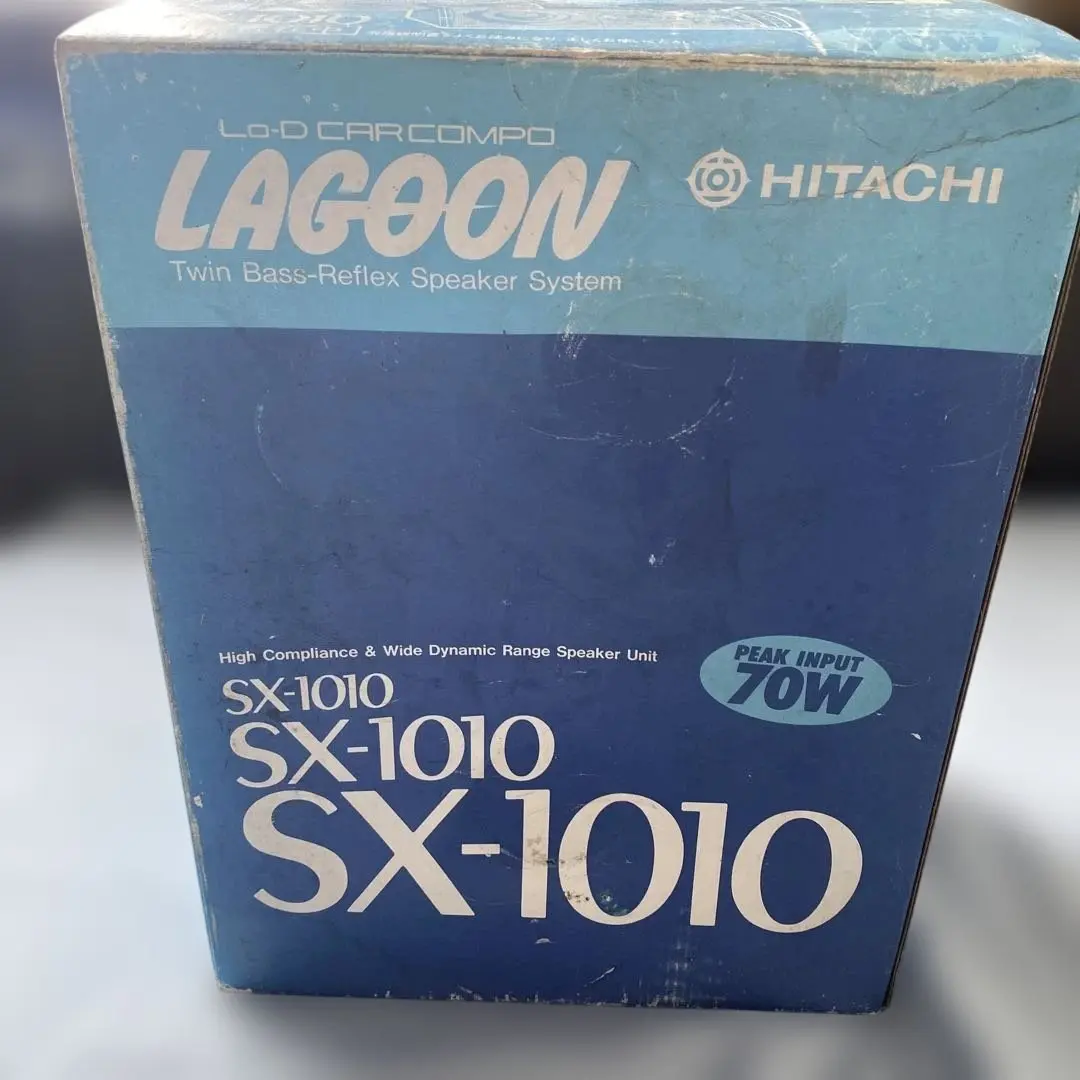 Lo-D CAR COMPO
LAGOON
HITACHI
Twin Bass-Reflex Speaker System
High Compliance & Wide Dynamic Range Speaker Unit
PEAK INPUT
70W
SX-1010
SX-1010
SX-1010